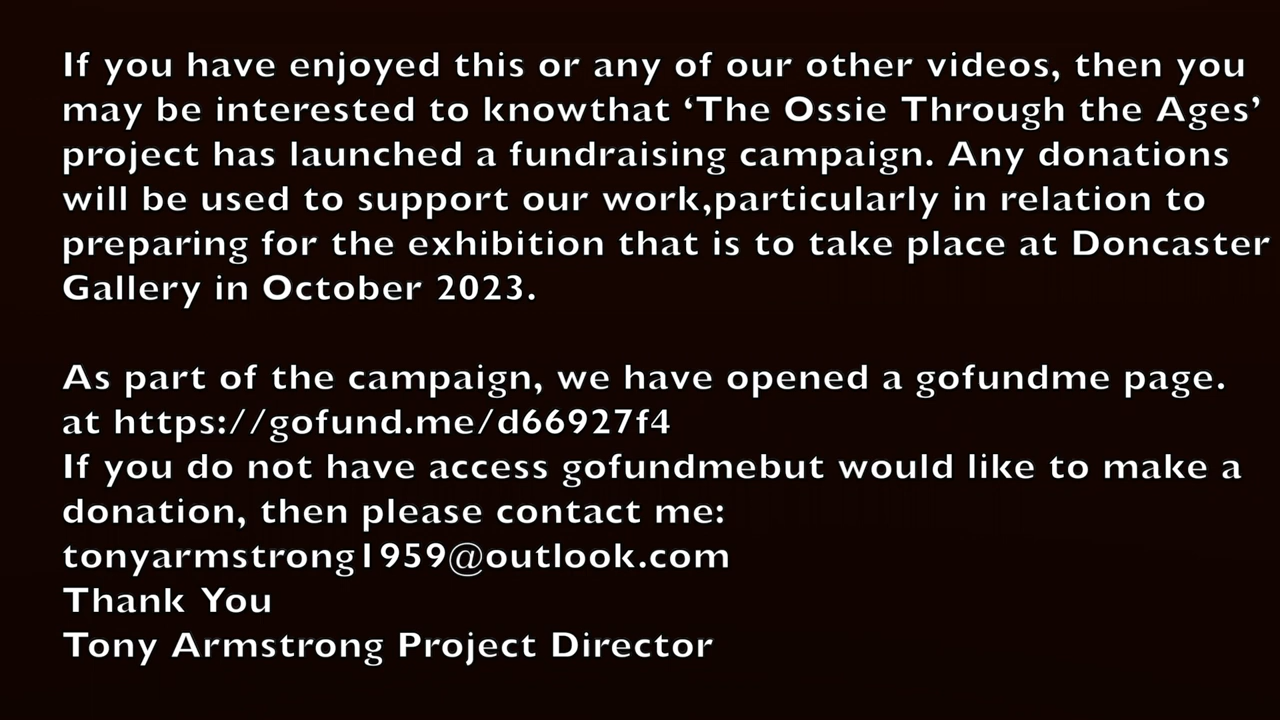 If you have enjoyed this or any of our other videos, then you
may be interested to knowthat ‘The Ossie Through the Ages’
project has launched a fundraising campaign. Any donations
will be used to support our work,particularly in relation to
preparing for the exhibition that is to take place at Doncaster
Gallery in October 2023.
As part of the campaign, we have opened a gofundme page.
at https://gofund.me/d66927f4
If you do not have access gofundmebut would like to make a
donation, then please contact me:
tonyarmstrong1959@outlook.com
Thank You
Tony Armstrong Project Director